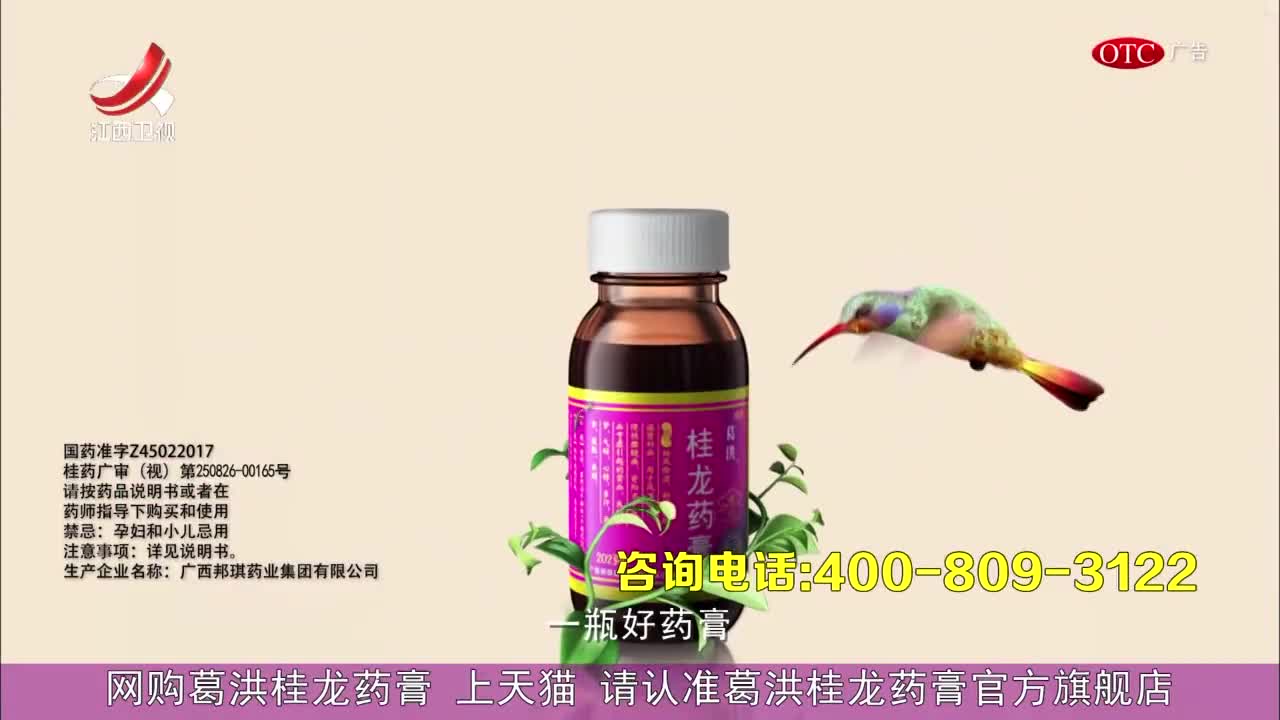 江西卫视
OTC 广告
葛洪
桂龙药膏
国药准字Z45022017
桂药广审（视）第250826-00165号
请按药品说明书或者在
药师指导下购买和使用
禁忌：孕妇和小儿忌用
注意事项：详见说明书。
生产企业名称：广西邦琪药业集团有限公司
咨询电话:400-809-3122
一瓶好药膏
网购葛洪桂龙药膏 上天猫 请认准葛洪桂龙药膏官方旗舰店